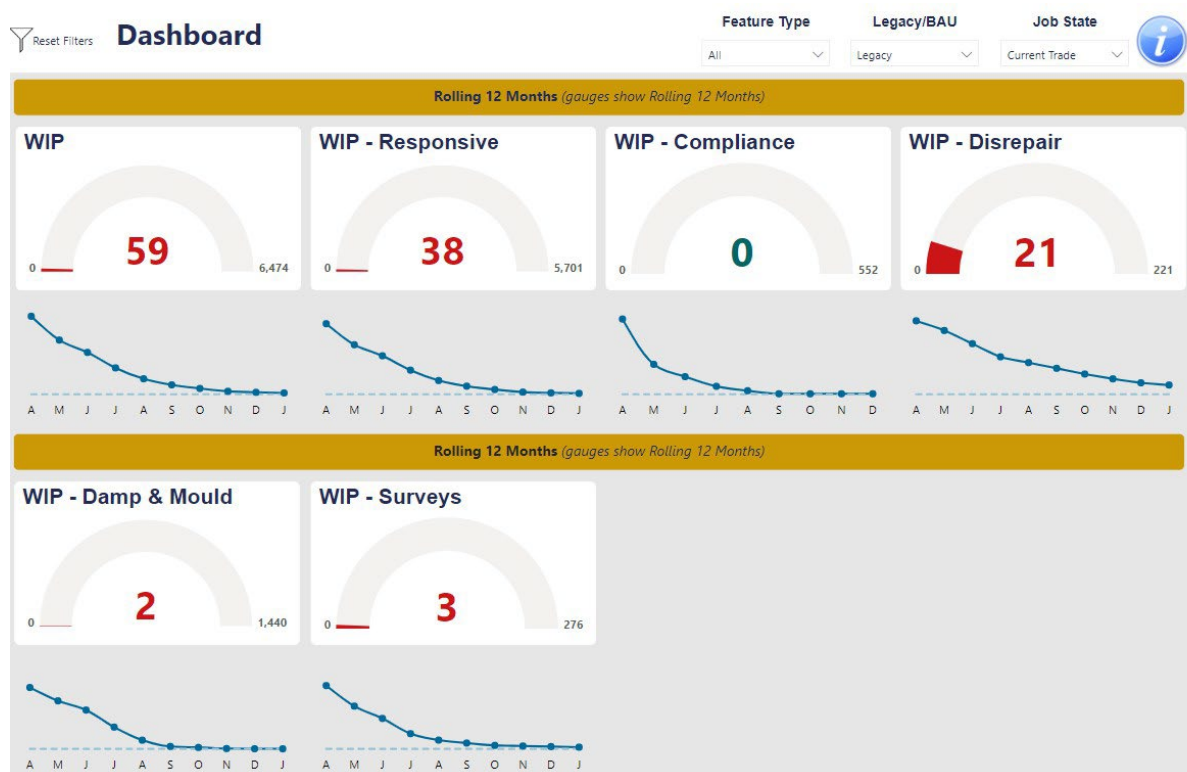 Reset Filters
Dashboard
Feature Type
Legacy/BAU
Job State
All
Legacy
Current Trade
i
Rolling 12 Months (gauges show Rolling 12 Months)
WIP
WIP - Responsive
WIP - Compliance
WIP - Disrepair
0 59 6,474
0 38 5,701
0 0 552
0 21 221
A M J J A S O N D J
A M J J A S O N D J
A M J J A S O N D
A M J J A S O N D J
Rolling 12 Months (gauges show Rolling 12 Months)
WIP - Damp & Mould
WIP - Surveys
0 2 1,440
0 3 276
A M J J A S O N D J
A M J J A S O N D J